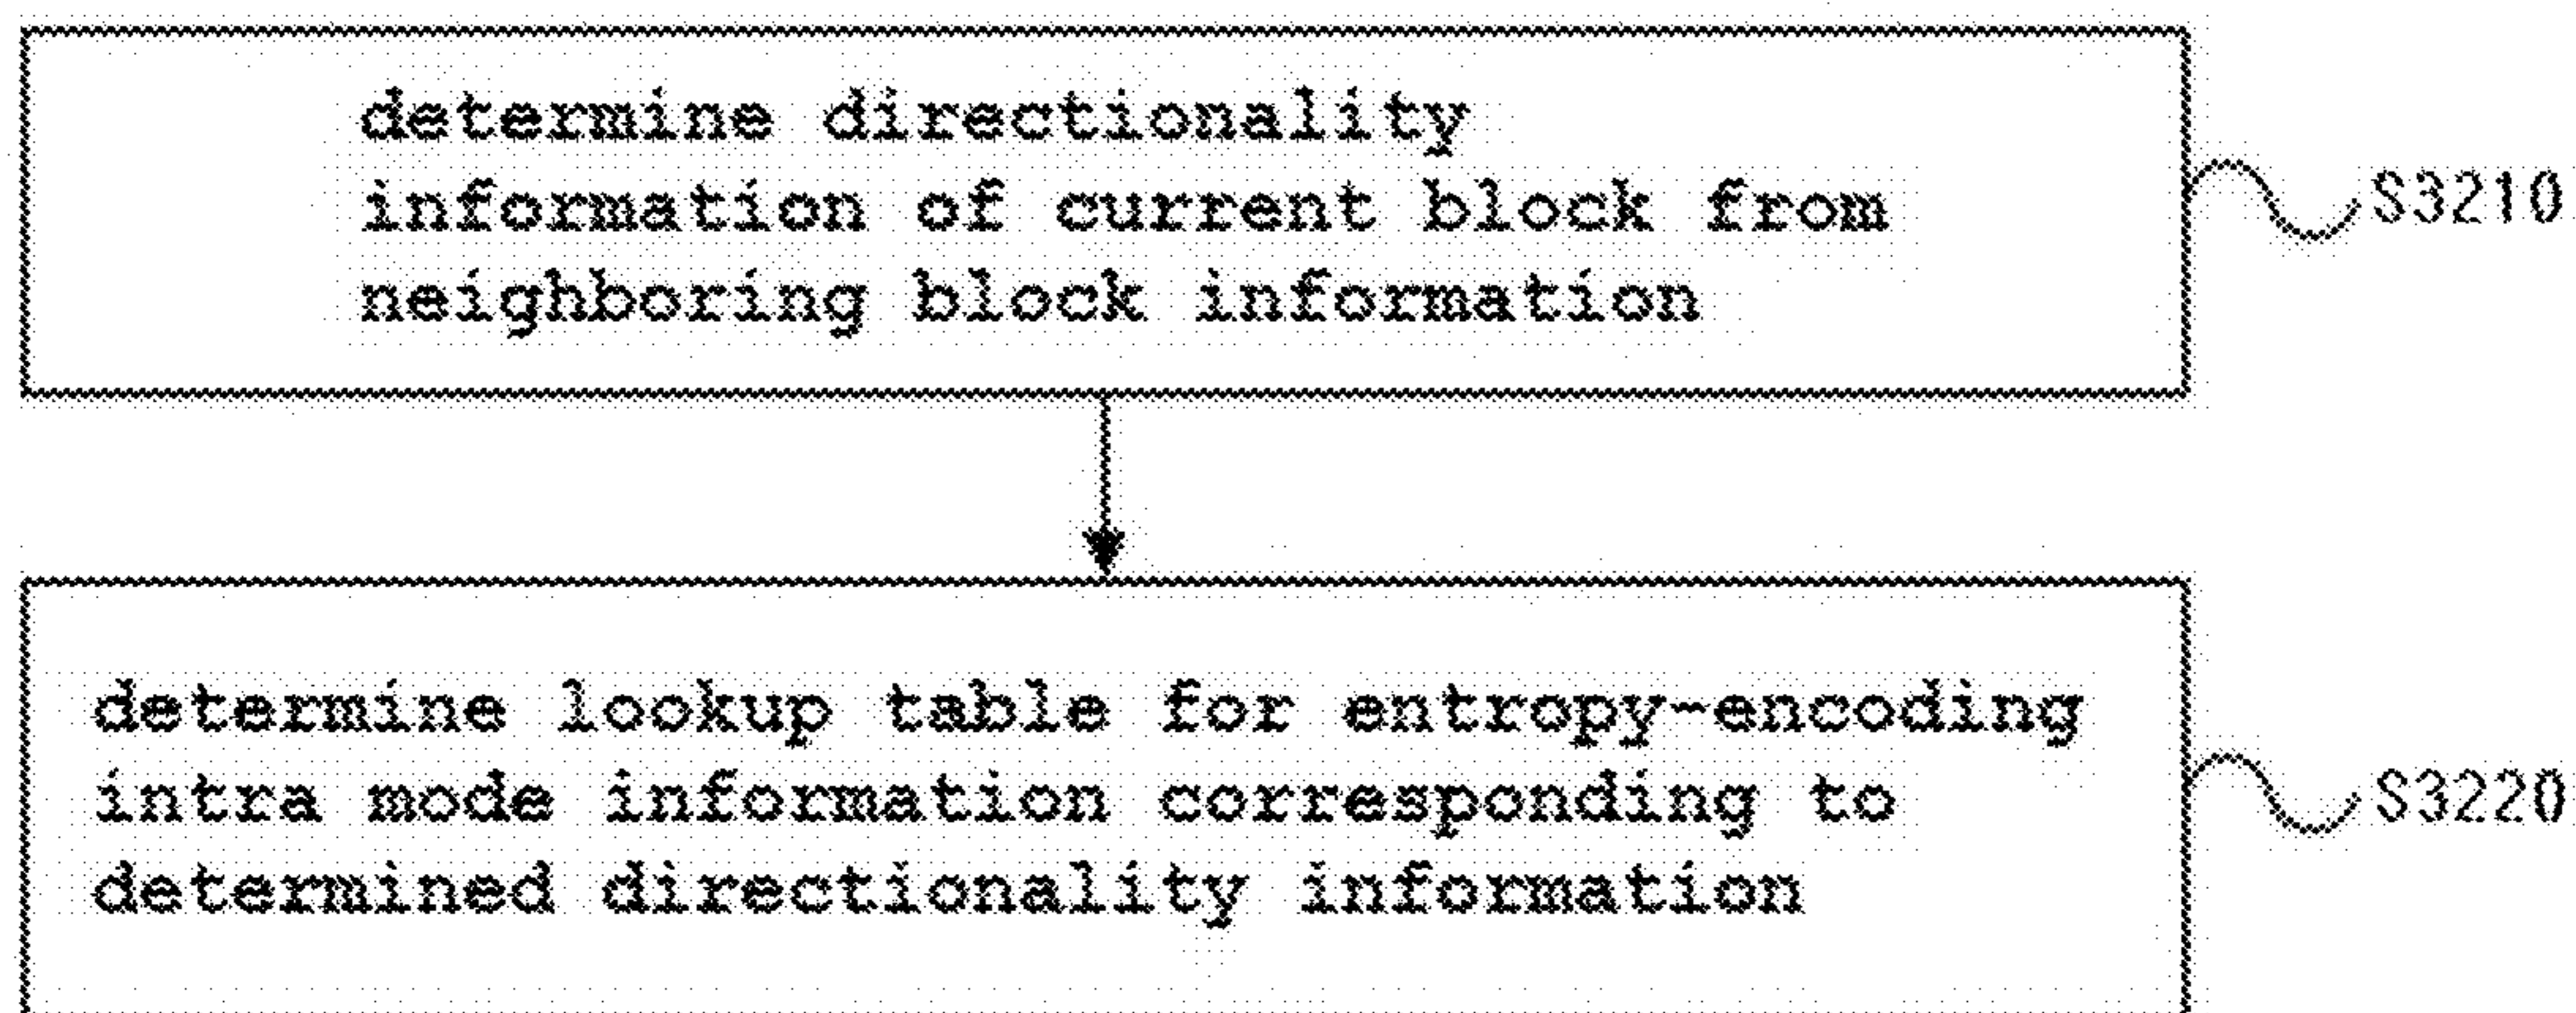 determine directionality
information of current block from
neighboring block information
S3210
determine lookup table for entropy-encoding
intra mode information corresponding to
determined directionality information
S3220